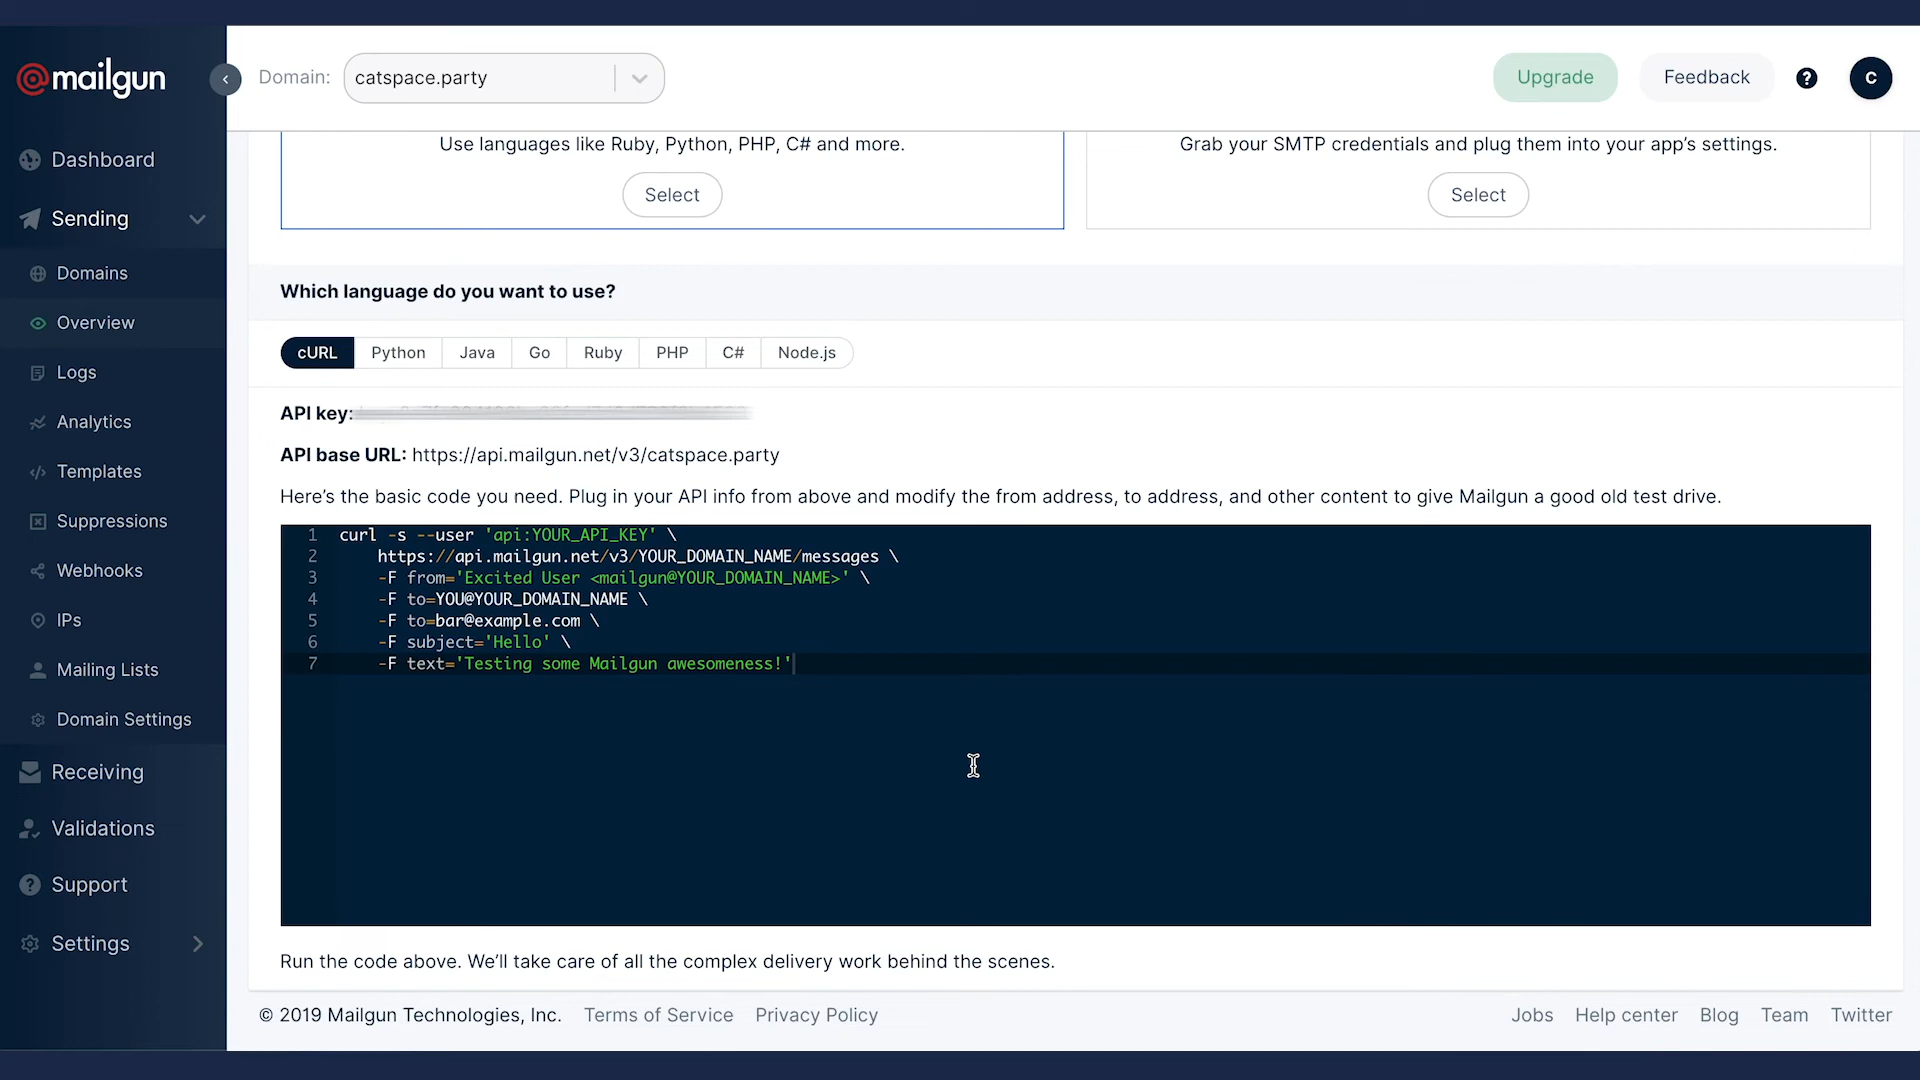 mailgun
Domain: catspace.party
Upgrade
Feedback
?
C
Dashboard
Sending
Domains
Overview
Logs
Analytics
Templates
Suppressions
Webhooks
IPs
Mailing Lists
Domain Settings
Receiving
Validations
Support
Settings
Use languages like Ruby, Python, PHP, C# and more.
Select
Grab your SMTP credentials and plug them into your app's settings.
Select
Which language do you want to use?
cURL Python Java Go Ruby PHP C# Node.js
API key:
API base URL: https://api.mailgun.net/v3/catspace.party
Here's the basic code you need. Plug in your API info from above and modify the from address, to address, and other content to give Mailgun a good old test drive.
1 curl -s --user 'api:YOUR_API_KEY' \
2 https://api.mailgun.net/v3/YOUR_DOMAIN_NAME/messages \
3 -F from='Excited User <mailgun@YOUR_DOMAIN_NAME>' \
4 -F to=YOU@YOUR_DOMAIN_NAME \
5 -F to=bar@example.com \
6 -F subject='Hello' \
7 -F text='Testing some Mailgun awesomeness!'
Run the code above. We'll take care of all the complex delivery work behind the scenes.
© 2019 Mailgun Technologies, Inc. Terms of Service Privacy Policy
Jobs Help center Blog Team Twitter